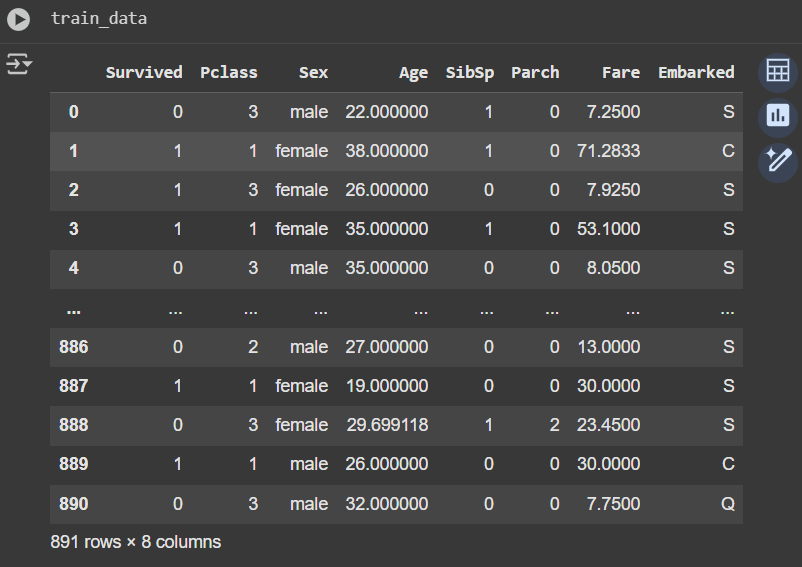 train_data
Survived Pclass Sex Age SibSp Parch Fare Embarked
0 0 3 male 22.000000 1 0 7.2500 S
1 1 1 female 38.000000 1 0 71.2833 C
2 1 3 female 26.000000 0 0 7.9250 S
3 1 1 female 35.000000 1 0 53.1000 S
4 0 3 male 35.000000 0 0 8.0500 S
... ... ... ... ... ... ... ... ...
886 0 2 male 27.000000 0 0 13.0000 S
887 1 1 female 19.000000 0 0 30.0000 S
888 0 3 female 29.699118 1 2 23.4500 S
889 1 1 male 26.000000 0 0 30.0000 C
890 0 3 male 32.000000 0 0 7.7500 Q
891 rows × 8 columns